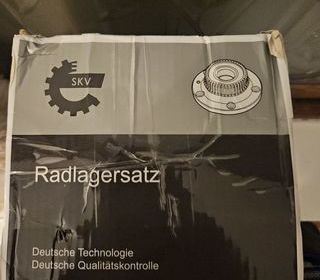 SKV
Radlagersatz
Deutsche Technologie
Deutsche Qualitätskontrolle